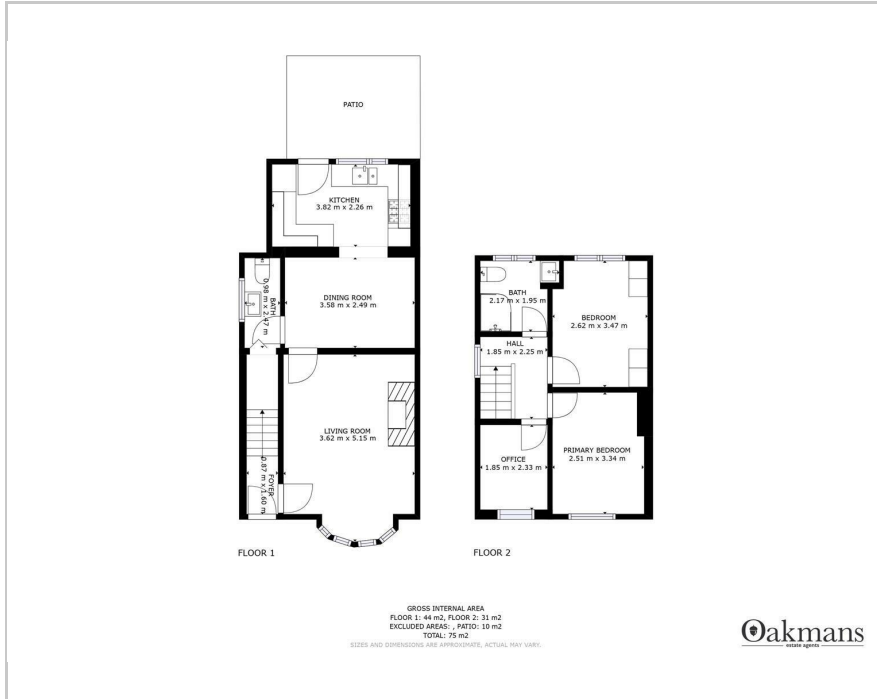 PATIO
KITCHEN
3.82 m x 2.26 m
BATH
0.98 m x 2.47 m
DINING ROOM
3.58 m x 2.49 m
LIVING ROOM
3.62 m x 5.15 m
FOYER
0.87 m x 1.60 m
FLOOR 1
BATH
2.17 m x 1.95 m
BEDROOM
2.62 m x 3.47 m
HALL
1.85 m x 2.25 m
OFFICE
1.85 m x 2.33 m
PRIMARY BEDROOM
2.51 m x 3.34 m
FLOOR 2
GROSS INTERNAL AREA
FLOOR 1: 44 m2, FLOOR 2: 31 m2
EXCLUDED AREAS: , PATIO: 10 m2
TOTAL: 75 m2
SIZES AND DIMENSIONS ARE APPROXIMATE, ACTUAL MAY VARY.
Oakmans
estate agents